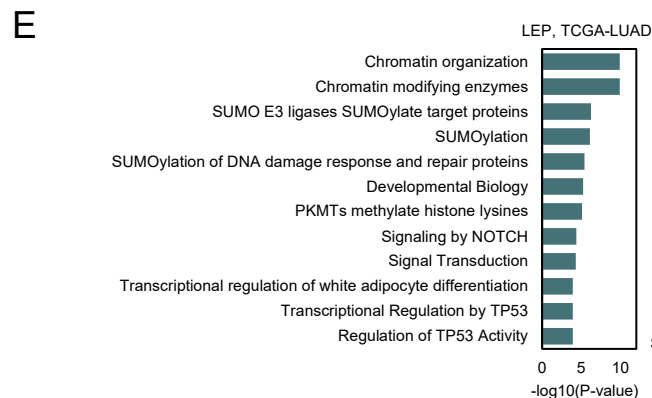 E
LEP, TCGA-LUAD
Chromatin organization
Chromatin modifying enzymes
SUMO E3 ligases SUMOylate target proteins
SUMOylation
SUMOylation of DNA damage response and repair proteins
Developmental Biology
PKMTs methylate histone lysines
Signaling by NOTCH
Signal Transduction
Transcriptional regulation of white adipocyte differentiation
Transcriptional Regulation by TP53
Regulation of TP53 Activity
0 5 10
-log10(P-value)